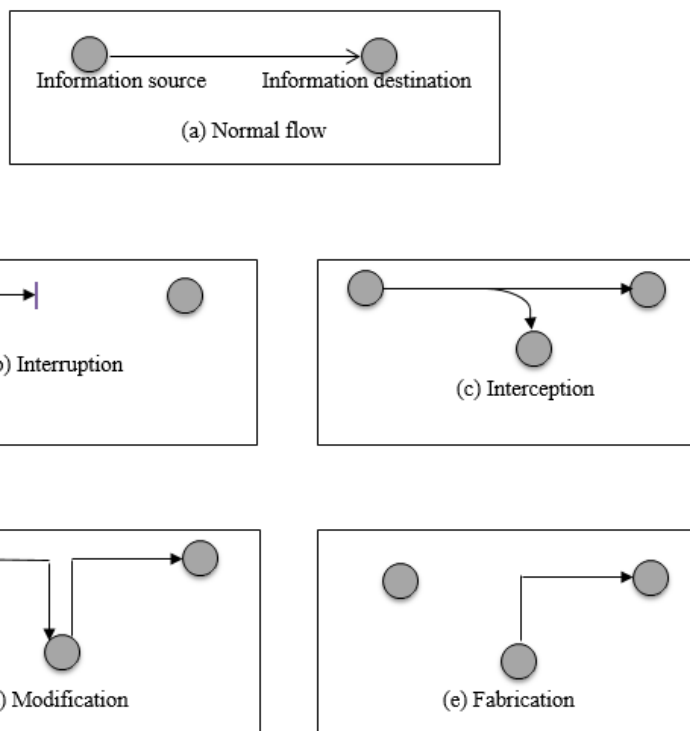 Information source Information destination
(a) Normal flow
) Interruption
(c) Interception
) Modification
(e) Fabrication